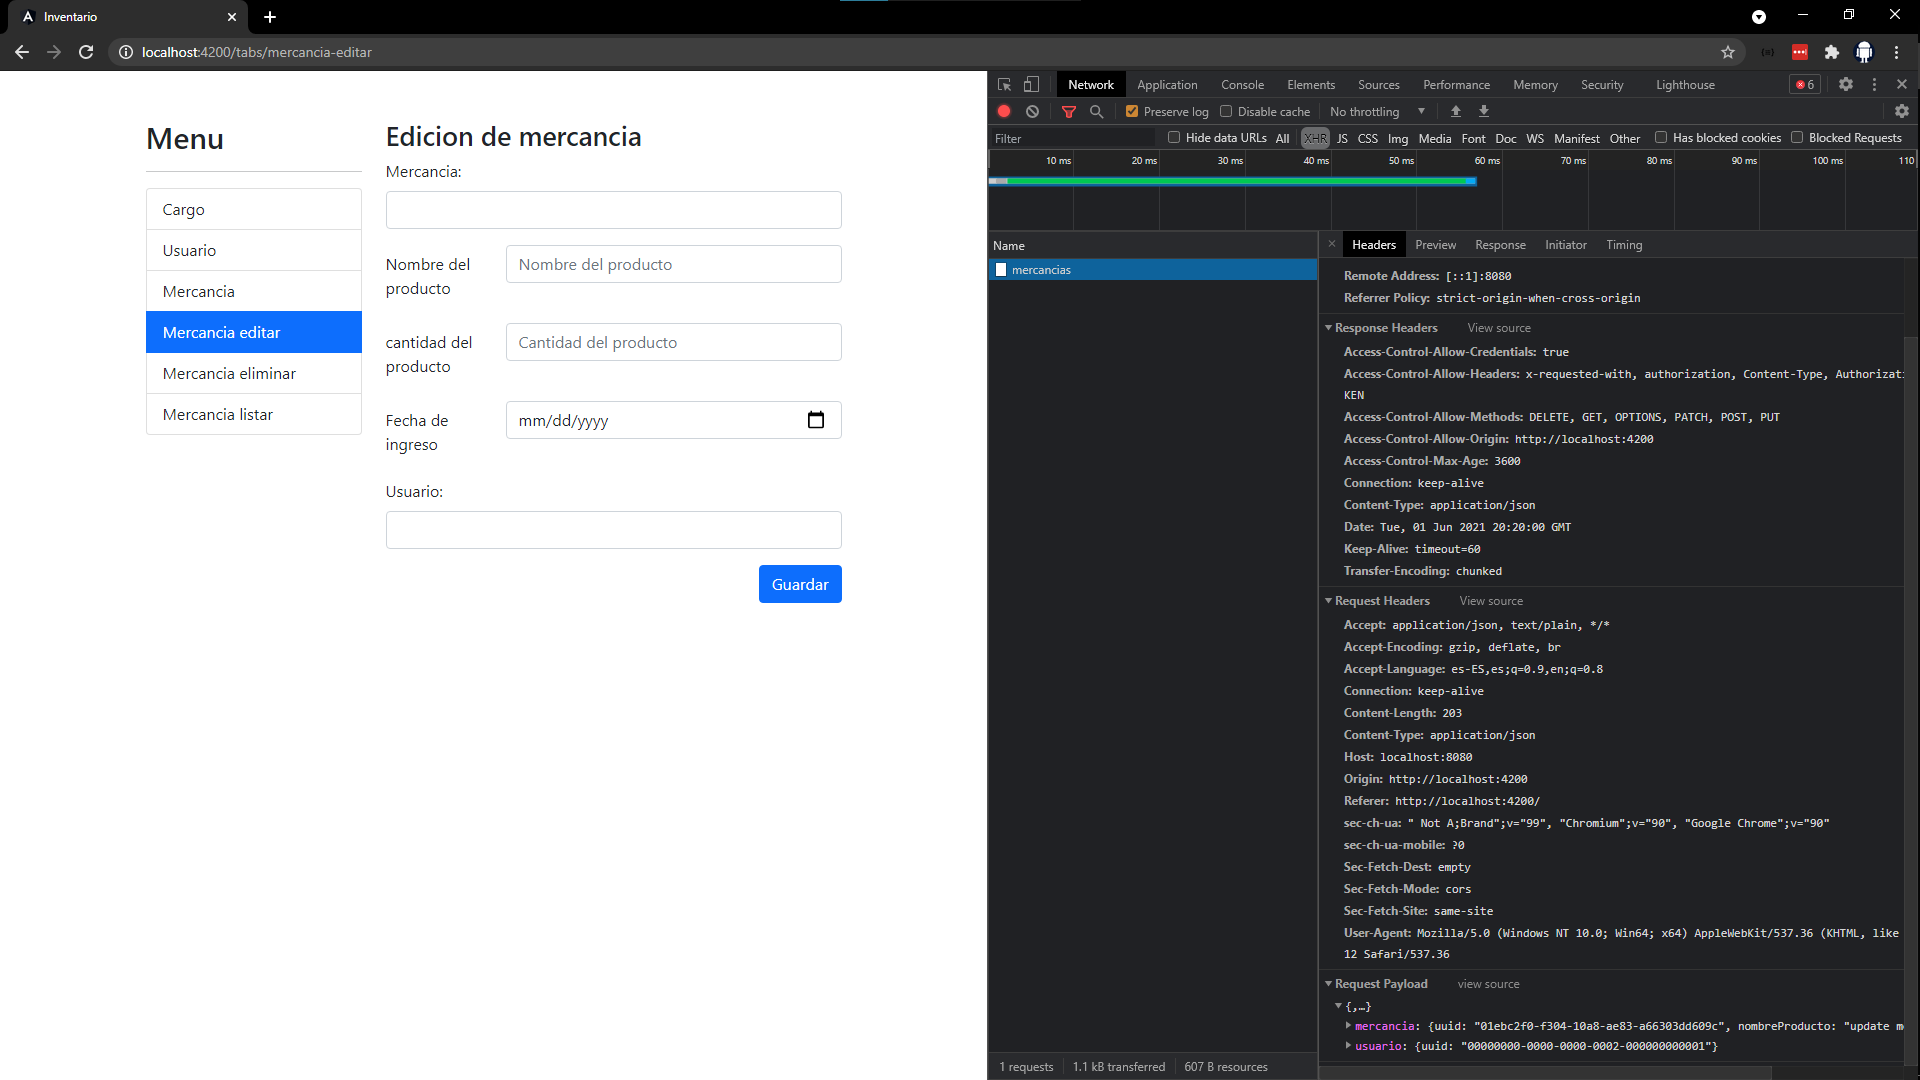 Inventario
localhost:4200/tabs/mercancia-editar
Menu
Cargo
Usuario
Mercancia
Mercancia editar
Mercancia eliminar
Mercancia listar
Edicion de mercancia
Mercancia:
Nombre del producto
Nombre del producto
cantidad del producto
Cantidad del producto
Fecha de ingreso
mm/dd/yyyy
Usuario:
Guardar
Network Application Console Elements Sources Performance Memory Security Lighthouse 6
Preserve log Disable cache No throttling
Filter Hide data URLs All XHR JS CSS Img Media Font Doc WS Manifest Other Has blocked cookies Blocked Requests
10 ms 20 ms 30 ms 40 ms 50 ms 60 ms 70 ms 80 ms 90 ms 100 ms 110
Name
mercancias
1 requests 1.1 kB transferred 607 B resources
Headers Preview Response Initiator Timing
Remote Address: [::1]:8080
Referrer Policy: strict-origin-when-cross-origin
Response Headers View source
Access-Control-Allow-Credentials: true
Access-Control-Allow-Headers: x-requested-with, authorization, Content-Type, Authorizati
KEN
Access-Control-Allow-Methods: DELETE, GET, OPTIONS, PATCH, POST, PUT
Access-Control-Allow-Origin: http://localhost:4200
Access-Control-Max-Age: 3600
Connection: keep-alive
Content-Type: application/json
Date: Tue, 01 Jun 2021 20:20:00 GMT
Keep-Alive: timeout=60
Transfer-Encoding: chunked
Request Headers View source
Accept: application/json, text/plain, */*
Accept-Encoding: gzip, deflate, br
Accept-Language: es-ES,es;q=0.9,en;q=0.8
Connection: keep-alive
Content-Length: 203
Content-Type: application/json
Host: localhost:8080
Origin: http://localhost:4200
Referer: http://localhost:4200/
sec-ch-ua: " Not A;Brand";v="99", "Chromium";v="90", "Google Chrome";v="90"
sec-ch-ua-mobile: ?0
Sec-Fetch-Dest: empty
Sec-Fetch-Mode: cors
Sec-Fetch-Site: same-site
User-Agent: Mozilla/5.0 (Windows NT 10.0; Win64; x64) AppleWebKit/537.36 (KHTML, like
12 Safari/537.36
Request Payload view source
{,…}
mercancia: {uuid: "01ebc2f0-f304-10a8-ae83-a66303dd609c", nombreProducto: "update m
usuario: {uuid: "00000000-0000-0000-0002-000000000001"}